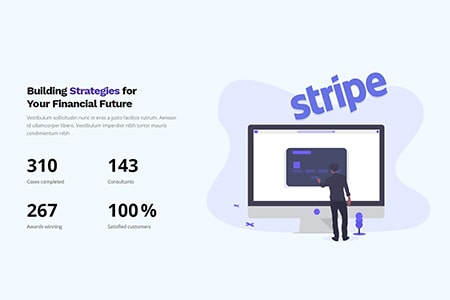 Building Strategies for
Your Financial Future
Vestibulum sollicitudin nunc in eros a justo facilisis rutrum. Aenean
id ullamcorper libero. Vestibulum imperdiet nibh tortor mauris
condimentum nibh
310
Cases completed
143
Consultants
267
Awards winning
100%
Satisfied customers
stripe